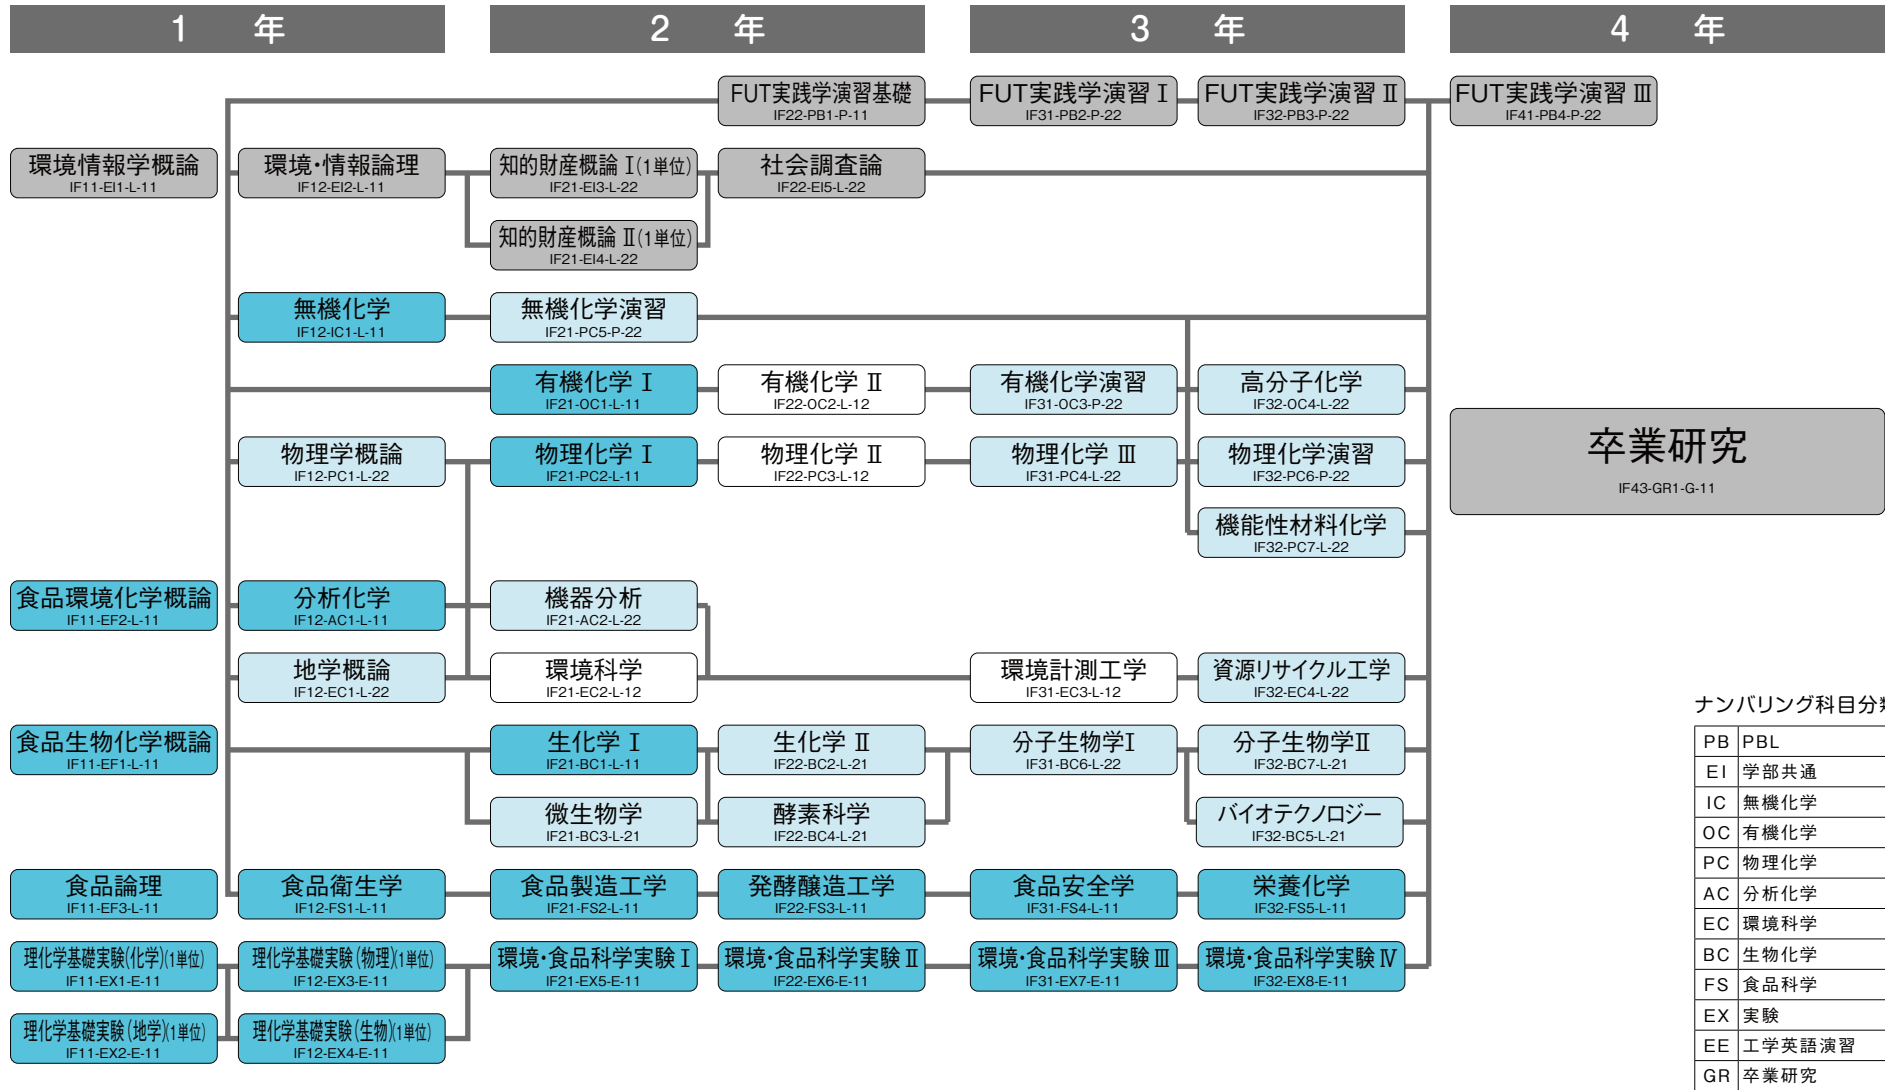 1　年
2　年
3　年
4　年
FUT実践学演習基礎
IF22-PB1-P-11
FUT実践学演習 Ⅰ
IF31-PB2-P-22
FUT実践学演習 Ⅱ
IF32-PB3-P-22
FUT実践学演習 Ⅲ
IF41-PB4-P-22
環境情報学概論
IF11-EI1-L-11
環境・情報論理
IF12-EI2-L-11
知的財産概論 Ⅰ(1単位)
IF21-EI3-L-22
社会調査論
IF22-EI5-L-22
知的財産概論 Ⅱ(1単位)
IF21-EI4-L-22
無機化学
IF12-IC1-L-11
無機化学演習
IF21-PC5-P-22
有機化学 Ⅰ
IF21-OC1-L-11
有機化学 Ⅱ
IF22-OC2-L-12
有機化学演習
IF31-OC3-P-22
高分子化学
IF32-OC4-L-22
物理学概論
IF12-PC1-L-22
物理化学 Ⅰ
IF21-PC2-L-11
物理化学 Ⅱ
IF22-PC3-L-12
物理化学 Ⅲ
IF31-PC4-L-22
物理化学演習
IF32-PC6-P-22
卒業研究
IF43-GR1-G-11
機能性材料化学
IF32-PC7-L-22
食品環境化学概論
IF11-EF2-L-11
分析化学
IF12-AC1-L-11
機器分析
IF21-AC2-L-22
地学概論
IF12-EC1-L-22
環境科学
IF21-EC2-L-12
環境計測工学
IF31-EC3-L-12
資源リサイクル工学
IF32-EC4-L-22
食品生物化学概論
IF11-EF1-L-11
生化学 Ⅰ
IF21-BC1-L-11
生化学 Ⅱ
IF22-BC2-L-21
分子生物学Ⅰ
IF31-BC6-L-22
分子生物学Ⅱ
IF32-BC7-L-21
微生物学
IF21-BC3-L-21
酵素科学
IF22-BC4-L-21
バイオテクノロジー
IF32-BC5-L-21
食品論理
IF11-EF3-L-11
食品衛生学
IF12-FS1-L-11
食品製造工学
IF21-FS2-L-11
発酵醸造工学
IF22-FS3-L-11
食品安全学
IF31-FS4-L-11
栄養化学
IF32-FS5-L-11
理化学基礎実験(化学)(1単位)
IF11-EX1-E-11
理化学基礎実験(物理)(1単位)
IF12-EX3-E-11
環境・食品科学実験 Ⅰ
IF21-EX5-E-11
環境・食品科学実験 Ⅱ
IF22-EX6-E-11
環境・食品科学実験 Ⅲ
IF31-EX7-E-11
環境・食品科学実験 Ⅳ
IF32-EX8-E-11
理化学基礎実験(地学)(1単位)
IF11-EX2-E-11
理化学基礎実験(生物)(1単位)
IF12-EX4-E-11
ナンバリング科目分類
PB PBL
EI 学部共通
IC 無機化学
OC 有機化学
PC 物理化学
AC 分析化学
EC 環境科学
BC 生物化学
FS 食品科学
EX 実験
EE 工学英語演習
GR 卒業研究